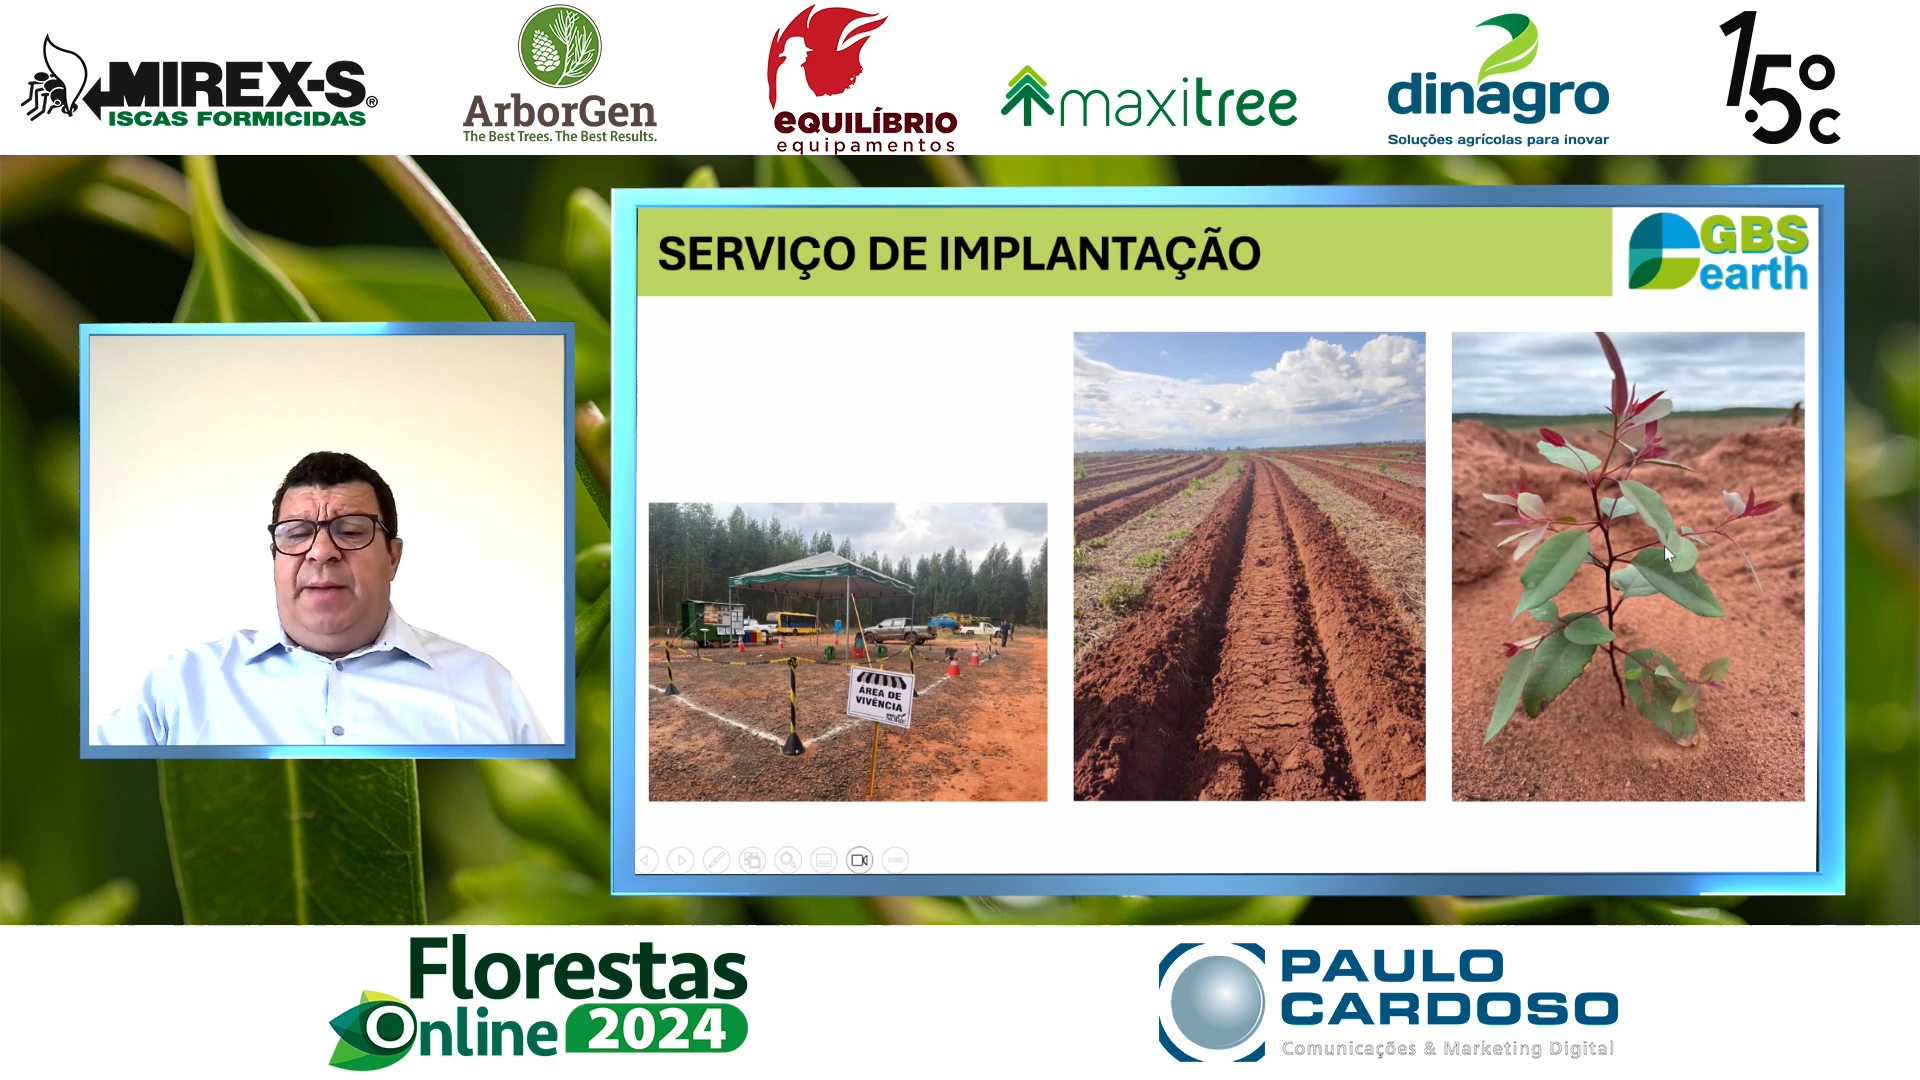 MIREX-S®
ISCAS FORMICIDAS
ArborGen
The Best Trees. The Best Results.
EQUILÍBRIO
equipamentos
maxitree
dinagro
Soluções agrícolas para inovar
1.5°C
SERVIÇO DE IMPLANTAÇÃO
GBS
earth
ÁREA DE
VIVÊNCIA
Florestas
Online 2024
PAULO
CARDOSO
Comunicações & Marketing Digital